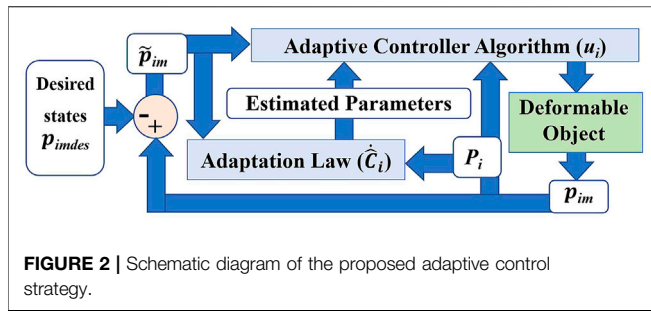 p̃im
Adaptive Controller Algorithm (ui)
Desired
states
pimdes
-
+
Estimated Parameters
Deformable
Object
Adaptation Law (Ĉ̇i)
Pi
pim
FIGURE 2 | Schematic diagram of the proposed adaptive control
strategy.